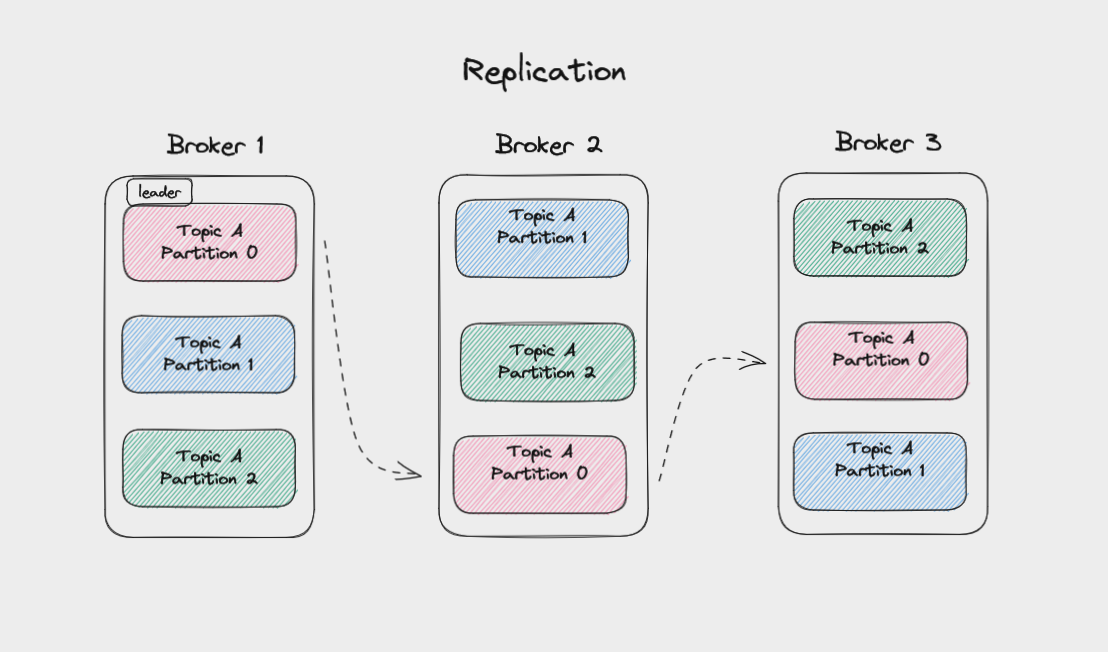 Replication
Broker 1
leader
Topic A
Partition 0
Topic A
Partition 1
Topic A
Partition 2
Broker 2
Topic A
Partition 1
Topic A
Partition 2
Topic A
Partition 0
Broker 3
Topic A
Partition 2
Topic A
Partition 0
Topic A
Partition 1